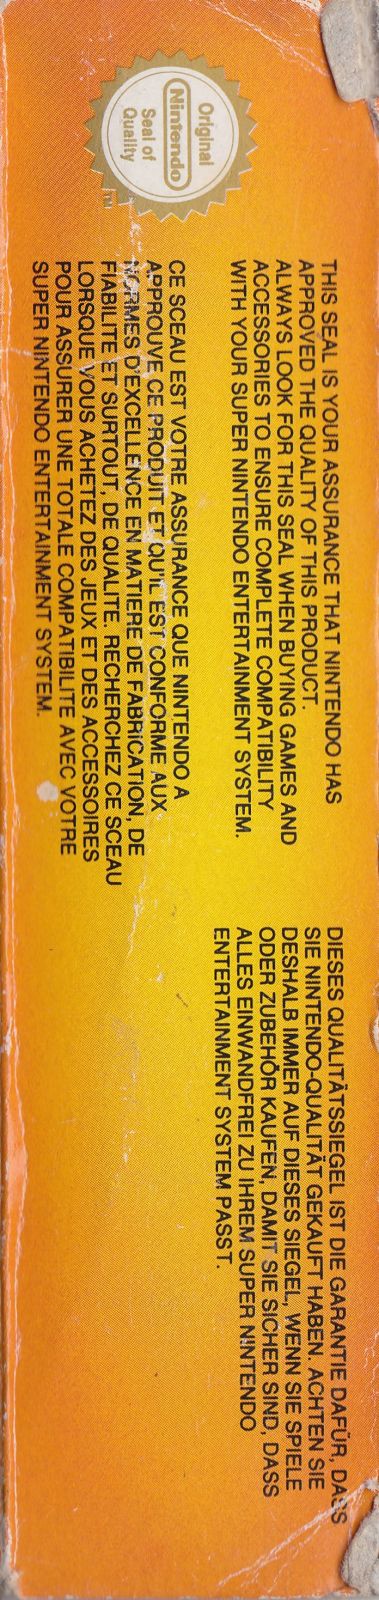 Original
Nintendo
Seal of
Quality
TM
THIS SEAL IS YOUR ASSURANCE THAT NINTENDO HAS
APPROVED THE QUALITY OF THIS PRODUCT.
ALWAYS LOOK FOR THIS SEAL WHEN BUYING GAMES AND
ACCESSORIES TO ENSURE COMPLETE COMPATIBILITY
WITH YOUR SUPER NINTENDO ENTERTAINMENT SYSTEM.
CE SCEAU EST VOTRE ASSURANCE QUE NINTENDO A
APPROUVE CE PRODUIT ET QU'IL EST CONFORME AUX
NORMES D'EXCELLENCE EN MATIERE DE FABRICATION, DE
FIABILITE ET SURTOUT, DE QUALITE. RECHERCHEZ CE SCEAU
LORSQUE VOUS ACHETEZ DES JEUX ET DES ACCESSOIRES
POUR ASSURER UNE TOTALE COMPATIBILITE AVEC VOTRE
SUPER NINTENDO ENTERTAINMENT SYSTEM.
DIESES QUALITÄTSSIEGEL IST DIE GARANTIE DAFÜR, DASS
SIE NINTENDO-QUALITÄT GEKAUFT HABEN. ACHTEN SIE
DESHALB IMMER AUF DIESES SIEGEL, WENN SIE SPIELE
ODER ZUBEHÖR KAUFEN, DAMIT SIE SICHER SIND, DASS
ALLES EINWANDFREI ZU IHREM SUPER NINTENDO
ENTERTAINMENT SYSTEM PASST.